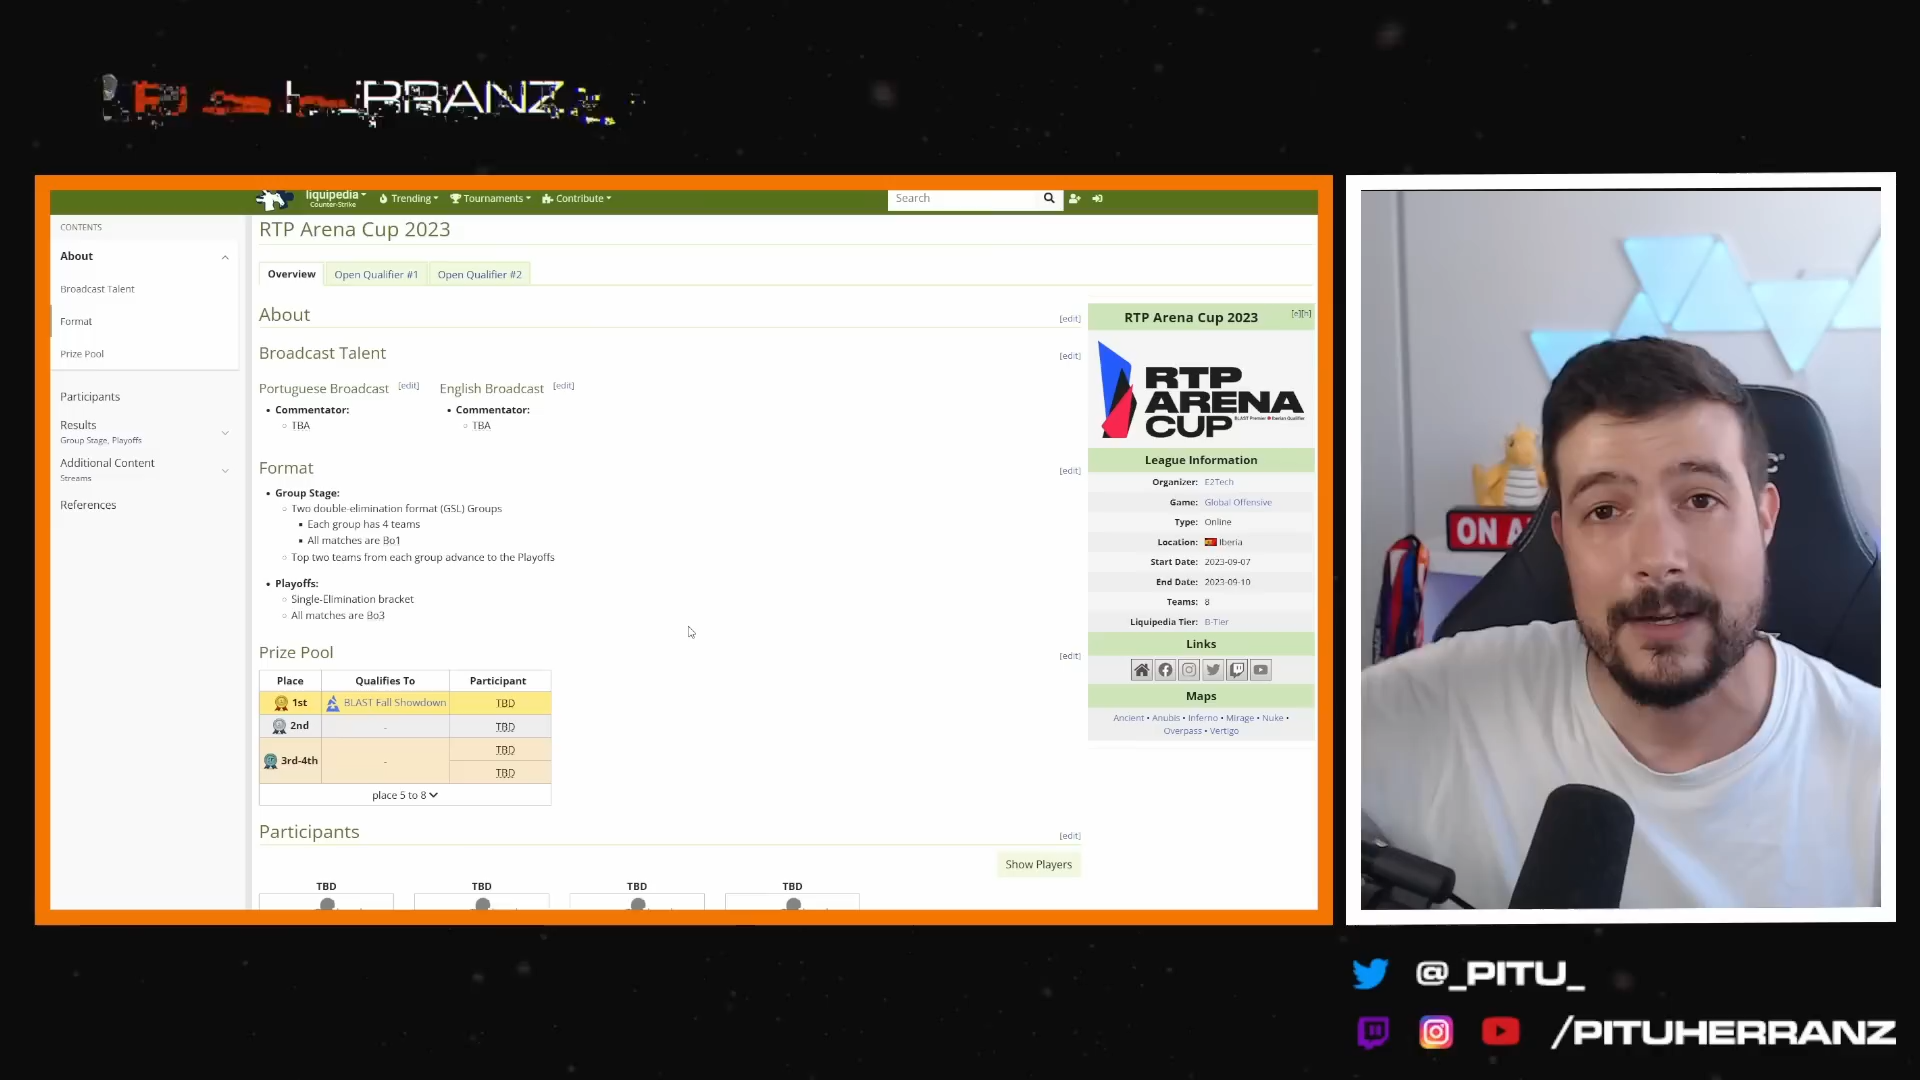 PRANZ
liquipedia
Counter-Strike
Trending
Tournaments
Contribute
Search
CONTENTS
About
Broadcast Talent
Format
Prize Pool
Participants
Results
Group Stage, Playoffs
Additional Content
Streams
References
RTP Arena Cup 2023
Overview
Open Qualifier #1
Open Qualifier #2
About
[edit]
Broadcast Talent
[edit]
Portuguese Broadcast [edit]
English Broadcast [edit]
• Commentator:
○ TBA
• Commentator:
○ TBA
Format
[edit]
• Group Stage:
○ Two double-elimination format (GSL) Groups
▪ Each group has 4 teams
▪ All matches are Bo1
○ Top two teams from each group advance to the Playoffs
• Playoffs:
○ Single-Elimination bracket
○ All matches are Bo3
Prize Pool
[edit]
Place Qualifies To Participant
1st BLAST Fall Showdown TBD
2nd - TBD
3rd-4th - TBD
TBD
place 5 to 8
Participants
[edit]
Show Players
TBD TBD TBD TBD
RTP Arena Cup 2023
[e][h]
RTP
ARENA
BLAST Premier Iberian Qualifier
CUP
League Information
Organizer: E2Tech
Game: Global Offensive
Type: Online
Location: Iberia
Start Date: 2023-09-07
End Date: 2023-09-10
Teams: 8
Liquipedia Tier: B-Tier
Links
Maps
Ancient • Anubis • Inferno • Mirage • Nuke •
Overpass • Vertigo
ON A
@_PITU_
/PITUHERRANZ